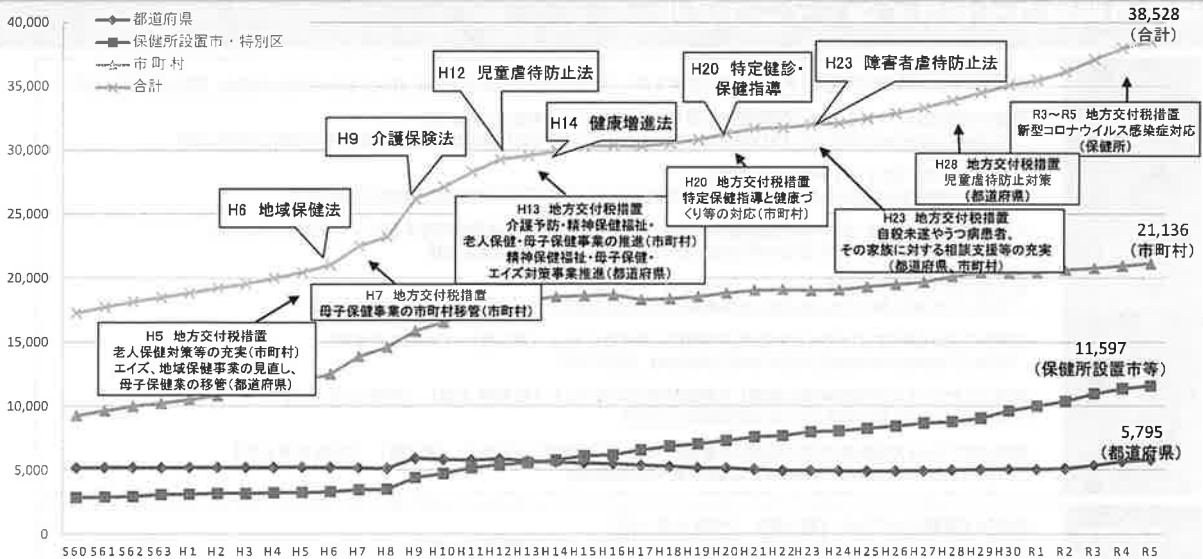 40,000
35,000
30,000
25,000
20,000
15,000
10,000
5,000
0
都道府県
保健所設置市・特別区
市町村
合計
H6 地域保健法
H9 介護保険法
H12 児童虐待防止法
H14 健康増進法
H20 特定健診・
保健指導
H23 障害者虐待防止法
38,528
(合計)
R3～R5 地方交付税措置
新型コロナウイルス感染症対応
(保健所)
H28 地方交付税措置
児童虐待防止対策
(都道府県)
H20 地方交付税措置
特定保健指導と健康づ
くり等の対応(市町村)
H23 地方交付税措置
自殺未遂やうつ病患者、
その家族に対する相談支援等の充実
(都道府県、市町村)
H13 地方交付税措置
介護予防・精神保健福祉・
老人保健・母子保健事業の推進(市町村)
精神保健福祉・母子保健・
エイズ対策事業推進(都道府県)
H7 地方交付税措置
母子保健事業の市町村移管(市町村)
H5 地方交付税措置
老人保健対策等の充実(市町村)
エイズ、地域保健事業の見直し、
母子保健業の移管(都道府県)
21,136
(市町村)
11,597
(保健所設置市等)
5,795
(都道府県)
S60 S61 S62 S63 H1 H2 H3 H4 H5 H6 H7 H8 H9 H10 H11 H12 H13 H14 H15 H16 H17 H18 H19 H20 H21 H22 H23 H24 H25 H26 H27 H28 H29 H30 R1 R2 R3 R4 R5